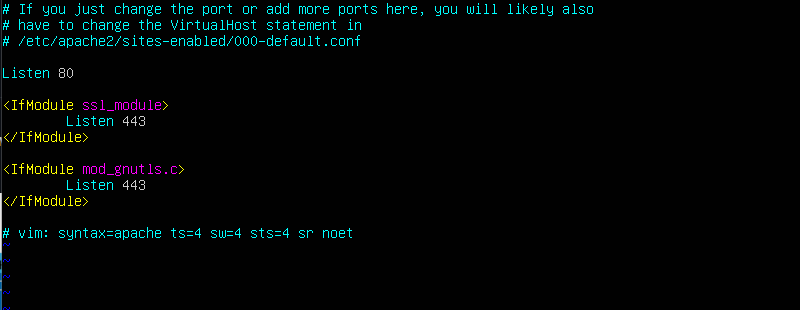 # If you just change the port or add more ports here, you will likely also
# have to change the VirtualHost statement in
# /etc/apache2/sites-enabled/000-default.conf
Listen 80
<IfModule ssl_module>
Listen 443
</IfModule>
<IfModule mod_gnutls.c>
Listen 443
</IfModule>
# vim: syntax=apache ts=4 sw=4 sts=4 sr noet
~
~
~
~
~